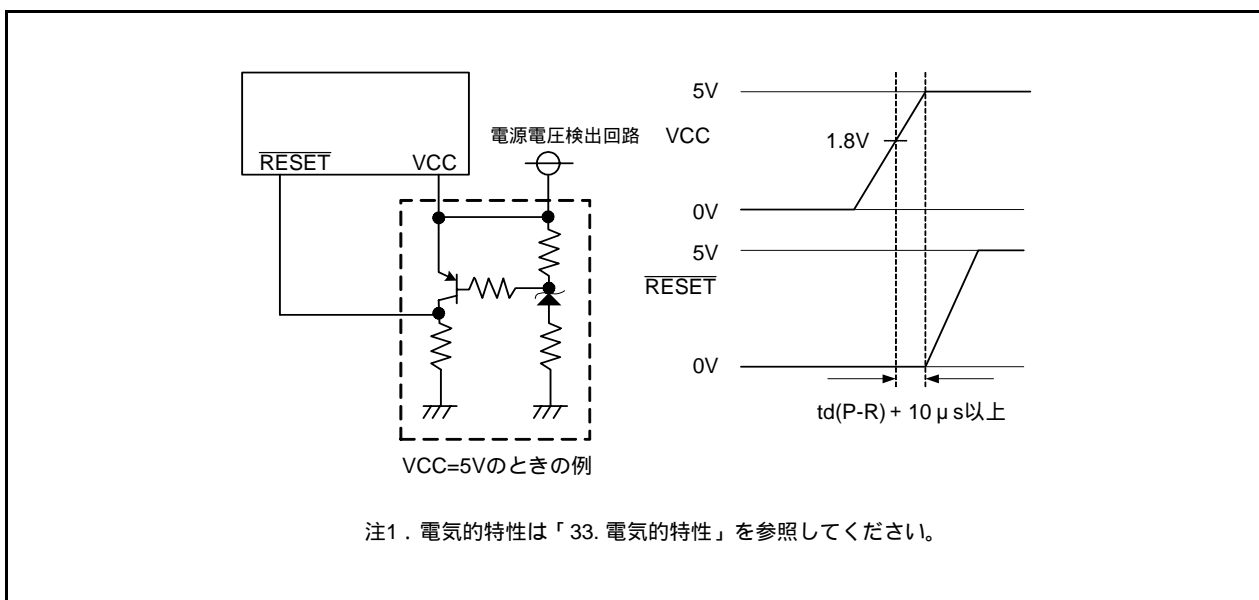 RESET VCC
電源電圧検出回路
VCC=5Vのときの例
5V
VCC
1.8V
0V
5V
RESET
0V
td(P-R) + 10 μs以上
注1．電気的特性は「33. 電気的特性」を参照してください。